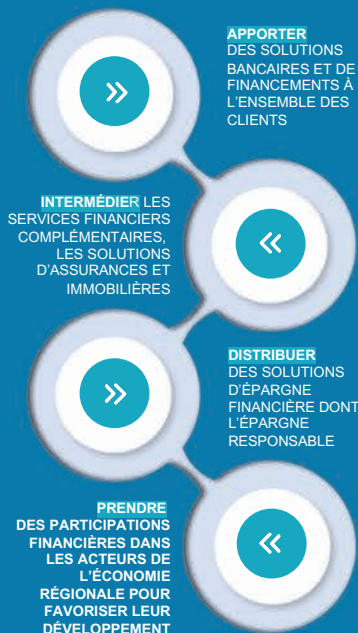 APPORTER
DES SOLUTIONS
BANCAIRES ET DE
FINANCEMENTS À
L'ENSEMBLE DES
CLIENTS
INTERMÉDIER LES
SERVICES FINANCIERS
COMPLÉMENTAIRES,
LES SOLUTIONS
D'ASSURANCES ET
IMMOBILIÈRES
DISTRIBUER
DES SOLUTIONS
D'ÉPARGNE
FINANCIÈRE DONT
L'ÉPARGNE
RESPONSABLE
PRENDRE
DES PARTICIPATIONS
FINANCIÈRES DANS
LES ACTEURS DE
L'ÉCONOMIE
RÉGIONALE POUR
FAVORISER LEUR
DÉVELOPPEMENT